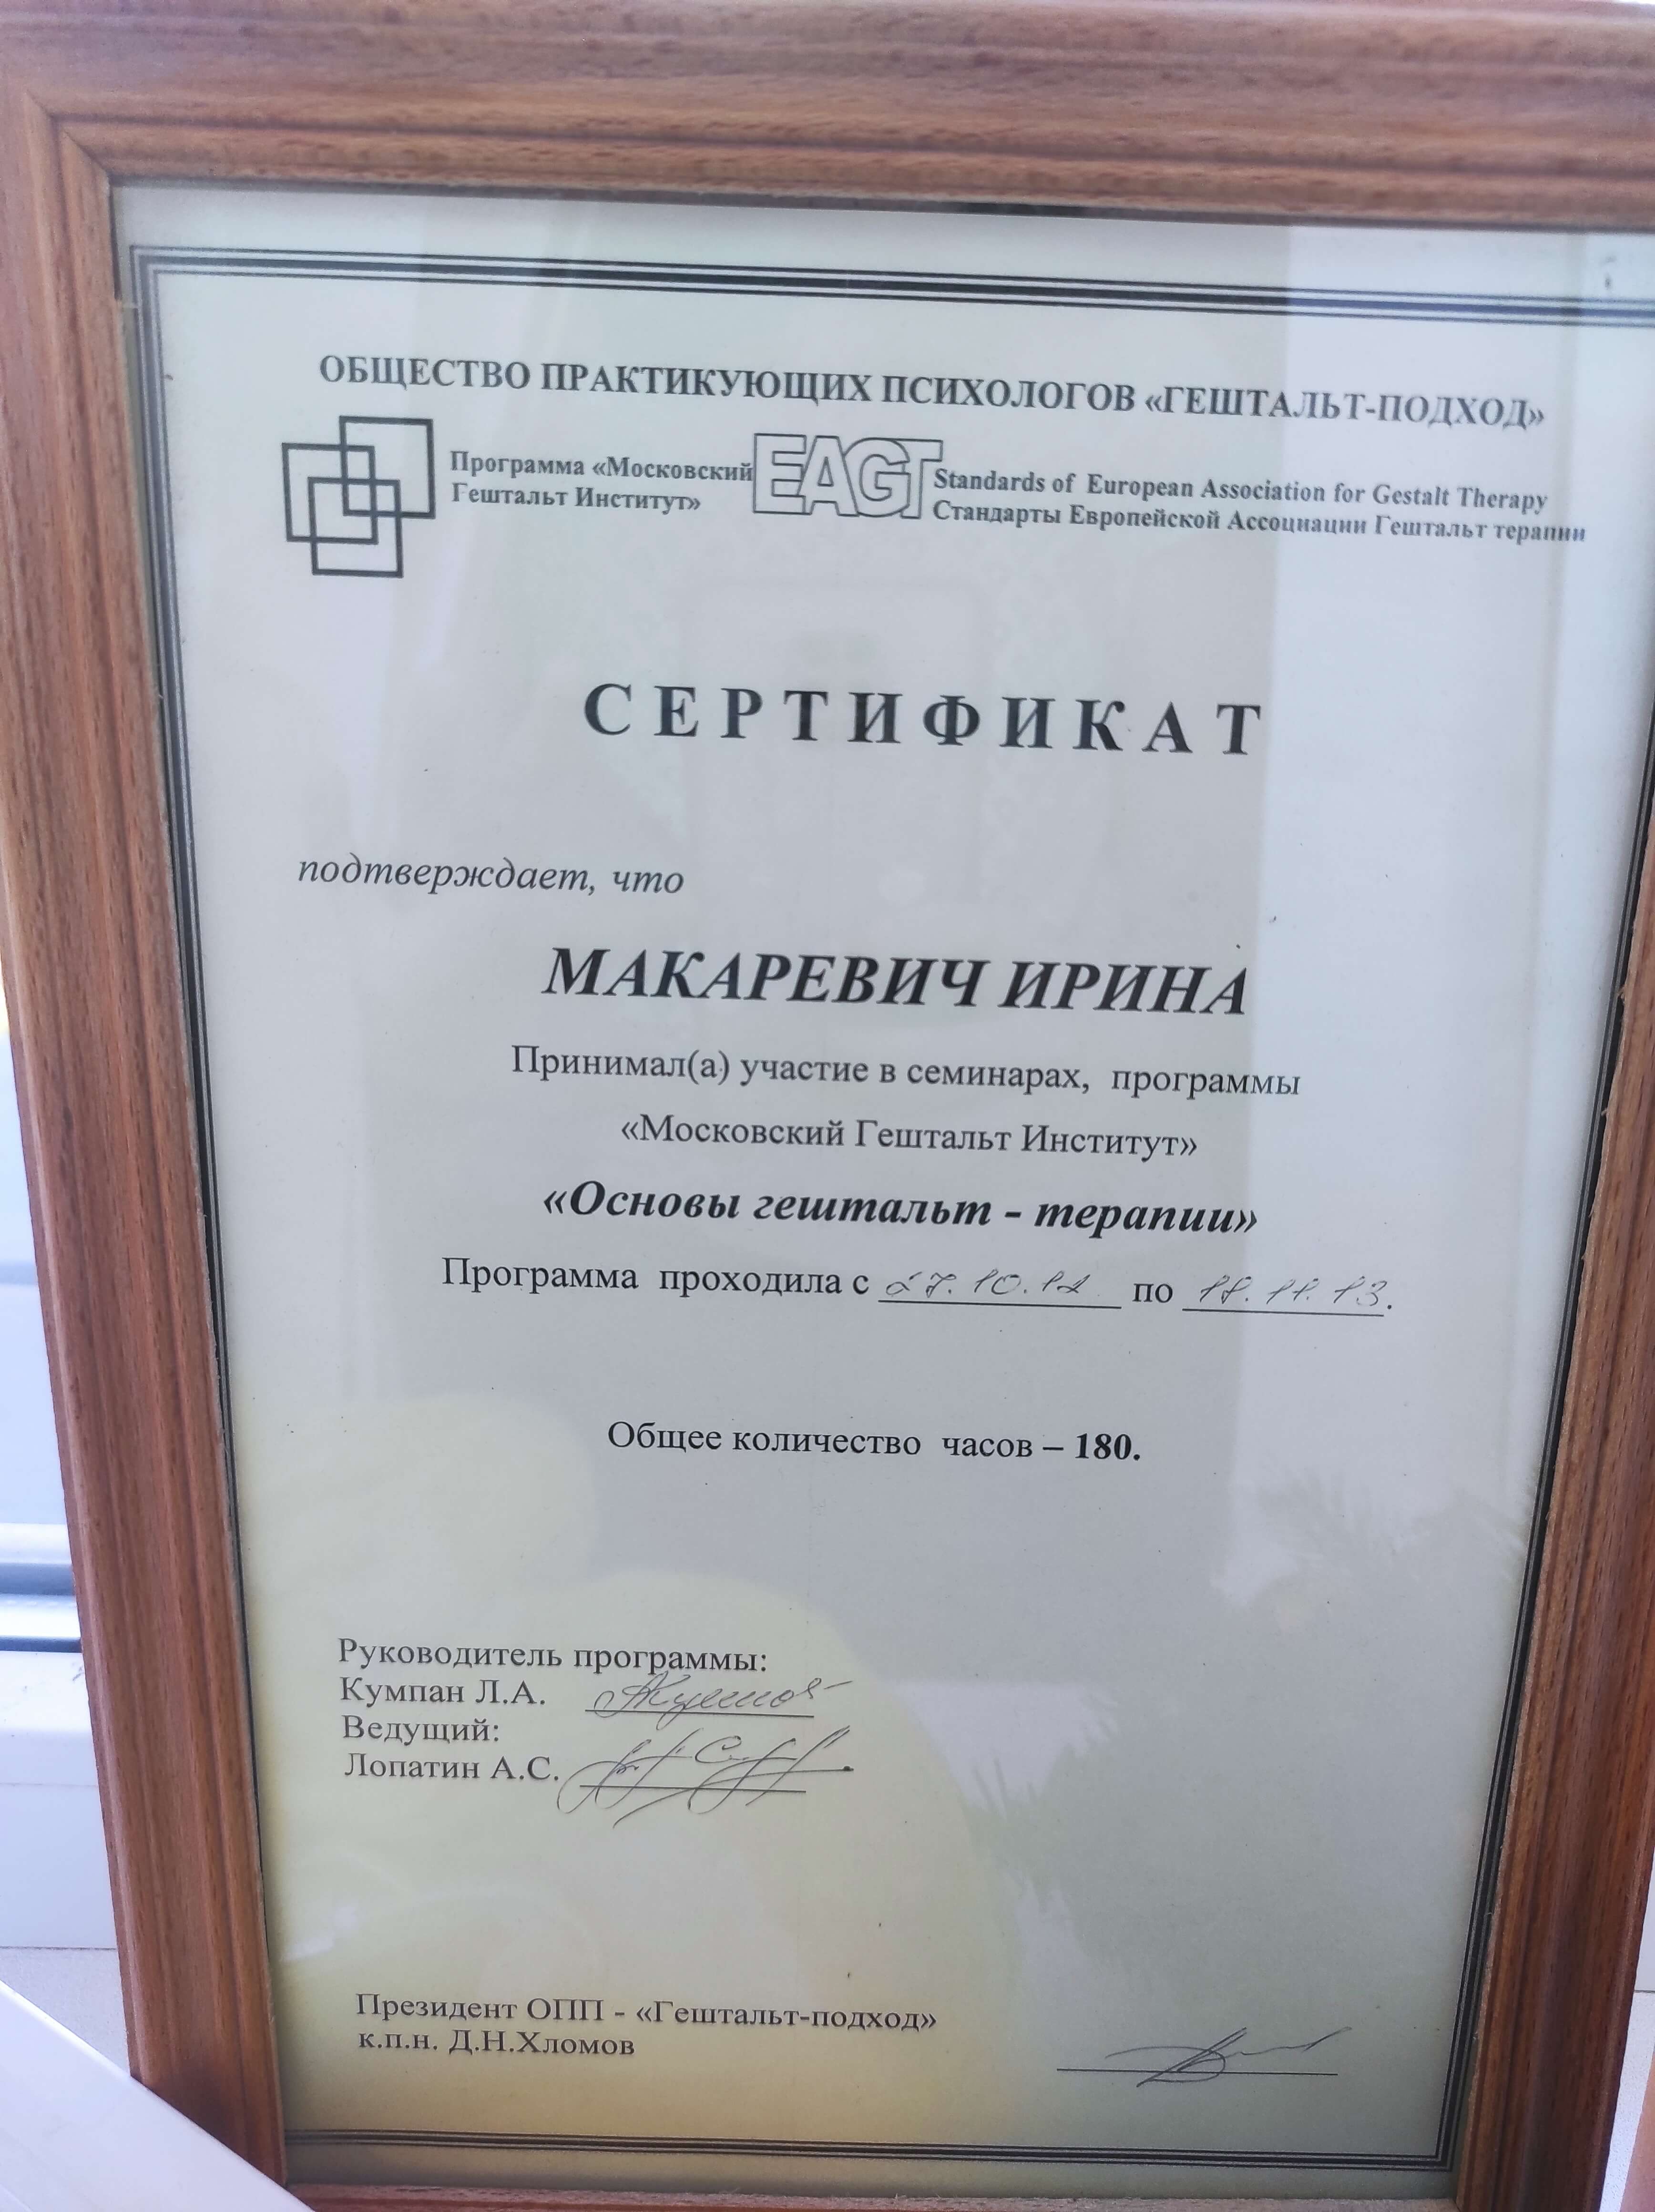 ОБЩЕСТВО ПРАКТИКУЮЩИХ ПСИХОЛОГОВ «ГЕШТАЛЬТ-ПОДХОД»
Программа «Московский
Гештальт Институт»
EAGT
Standards of European Association for Gestalt Therapy
Стандарты Европейской Ассоциации Гештальт терапии
СЕРТИФИКАТ
подтверждает, что
МАКАРЕВИЧ ИРИНА
Принимал(а) участие в семинарах, программы
«Московский Гештальт Институт»
«Основы гештальт - терапии»
Программа проходила с 27.10.12 по .11.13.
Общее количество часов – 180.
Руководитель программы:
Кумпан Л.А.
Ведущий:
Лопатин А.С.
Президент ОПП - «Гештальт-подход»
к.п.н. Д.Н.Хломов